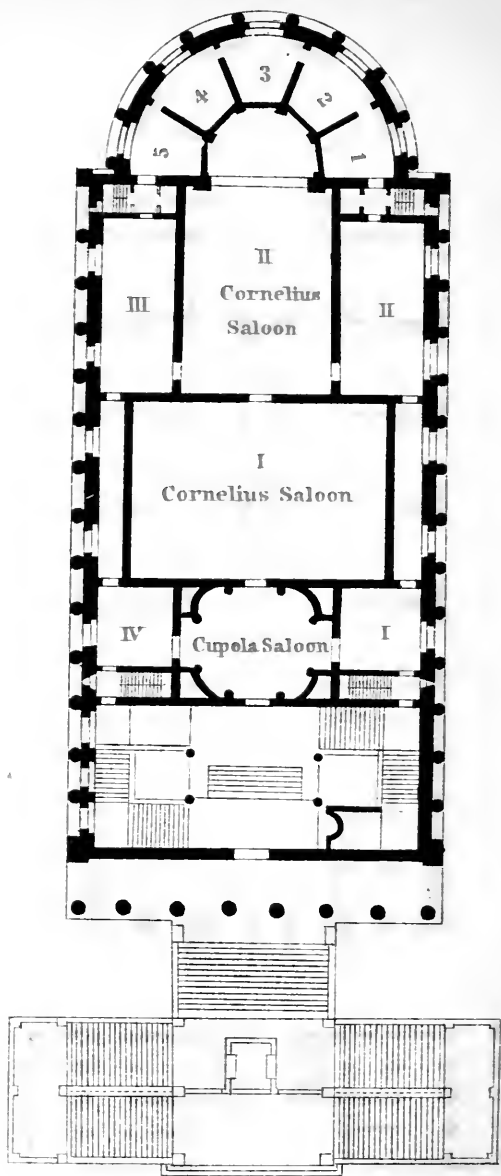 3
4
2
5
1
II
Cornelius
Saloon
III
II
I
Cornelius Saloon
IV
Cupola Saloon
I